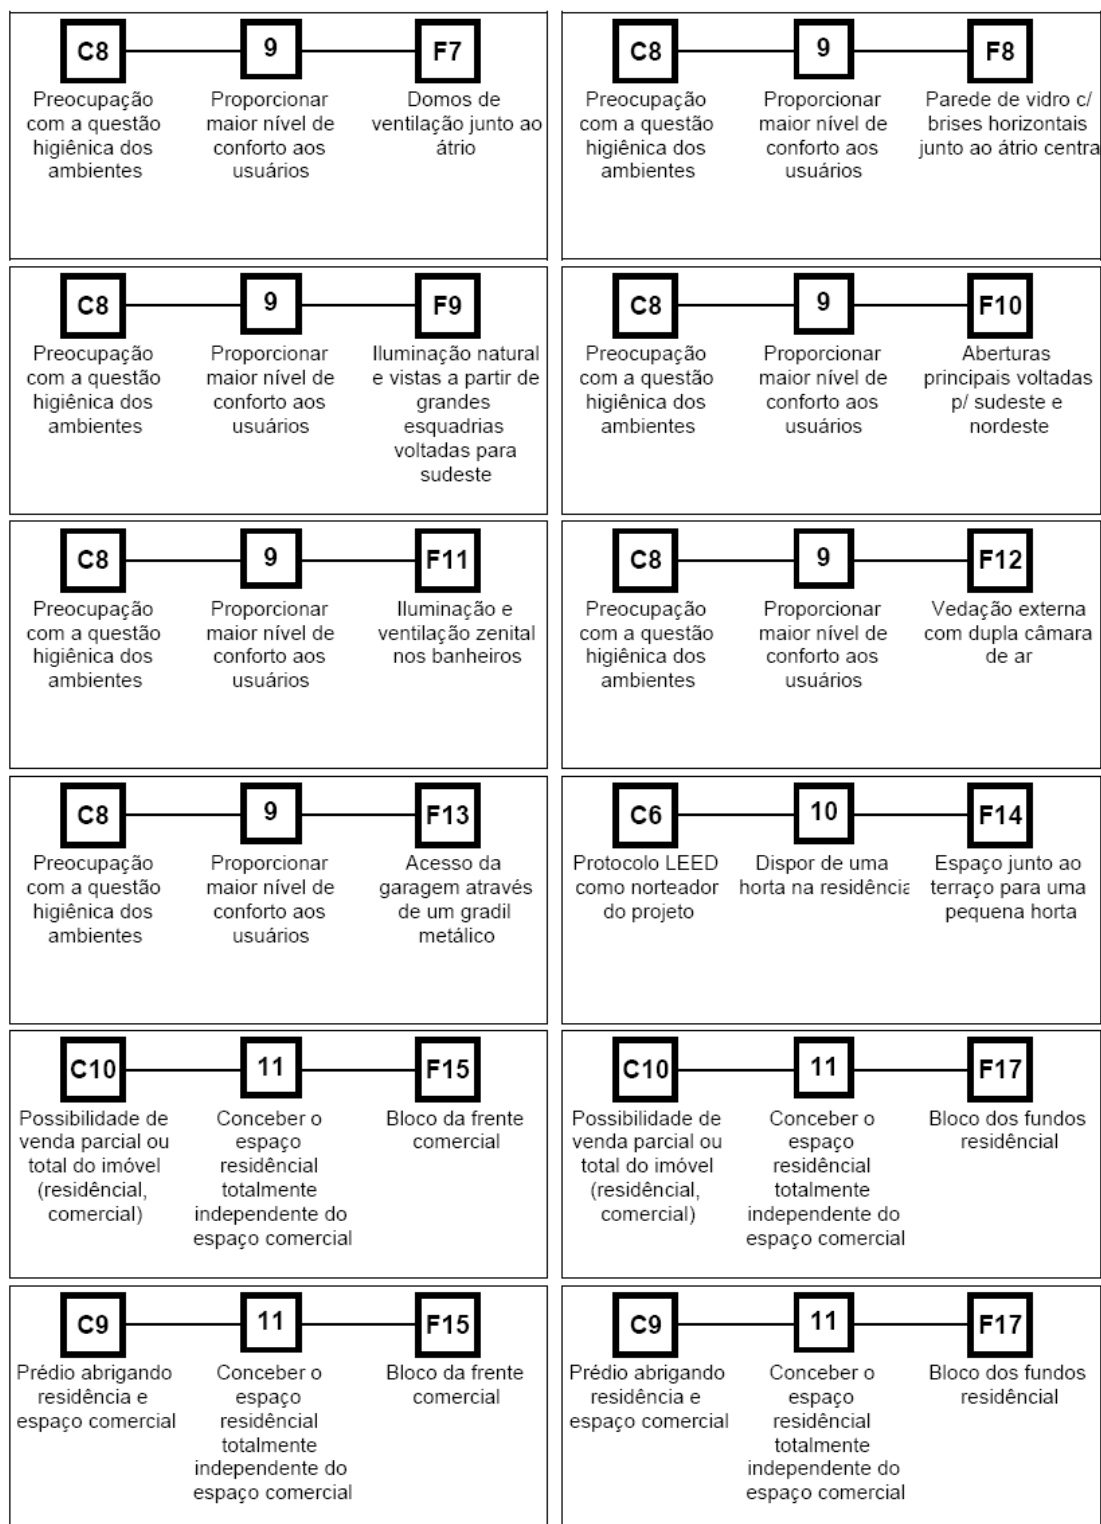 C8 9 F7
Preocupação
com a questão
higiênica dos
ambientes
Proporcionar
maior nível de
conforto aos
usuários
Domos de
ventilação junto ao
átrio
C8 9 F8
Preocupação
com a questão
higiênica dos
ambientes
Proporcionar
maior nível de
conforto aos
usuários
Parede de vidro c/
brises horizontais
junto ao átrio centra
C8 9 F9
Preocupação
com a questão
higiênica dos
ambientes
Proporcionar
maior nível de
conforto aos
usuários
Iluminação natural
e vistas a partir de
grandes
esquadrias
voltadas para
sudeste
C8 9 F10
Preocupação
com a questão
higiênica dos
ambientes
Proporcionar
maior nível de
conforto aos
usuários
Aberturas
principais voltadas
p/ sudeste e
nordeste
C8 9 F11
Preocupação
com a questão
higiênica dos
ambientes
Proporcionar
maior nível de
conforto aos
usuários
Iluminação e
ventilação zenital
nos banheiros
C8 9 F12
Preocupação
com a questão
higiênica dos
ambientes
Proporcionar
maior nível de
conforto aos
usuários
Vedação externa
com dupla câmara
de ar
C8 9 F13
Preocupação
com a questão
higiênica dos
ambientes
Proporcionar
maior nível de
conforto aos
usuários
Acesso da
garagem através
de um gradil
metálico
C6 10 F14
Protocolo LEED
como norteador
do projeto
Dispor de uma
horta na residência
Espaço junto ao
terraço para uma
pequena horta
C10 11 F15
Possibilidade de
venda parcial ou
total do imóvel
(residêncial,
comercial)
Conceber o
espaço
residêncial
totalmente
independente do
espaço comercial
Bloco da frente
comercial
C10 11 F17
Possibilidade de
venda parcial ou
total do imóvel
(residêncial,
comercial)
Conceber o
espaço
residêncial
totalmente
independente do
espaço comercial
Bloco dos fundos
residêncial
C9 11 F15
Prédio abrigando
residência e
espaço comercial
Conceber o
espaço
residêncial
totalmente
independente do
espaço comercial
Bloco da frente
comercial
C9 11 F17
Prédio abrigando
residência e
espaço comercial
Conceber o
espaço
residêncial
totalmente
independente do
espaço comercial
Bloco dos fundos
residêncial